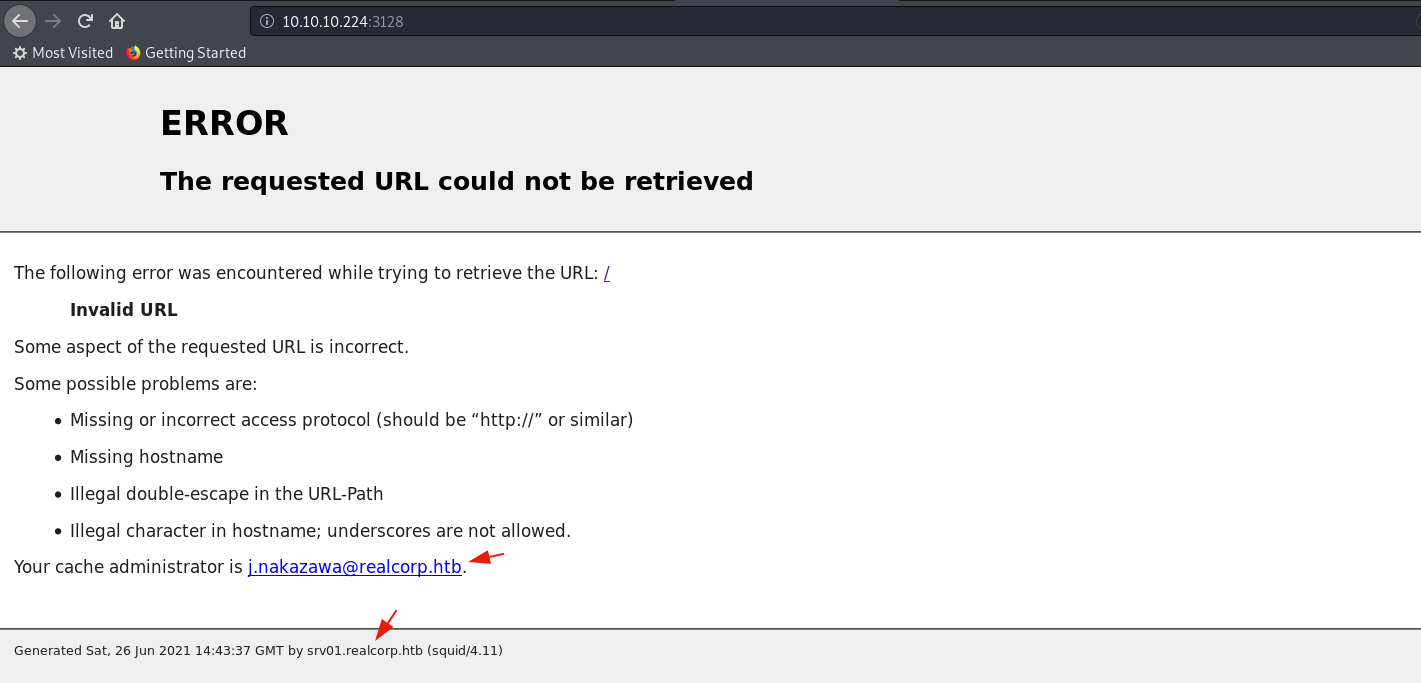 10.10.10.224:3128
Most Visited Getting Started
ERROR
The requested URL could not be retrieved
The following error was encountered while trying to retrieve the URL: /
Invalid URL
Some aspect of the requested URL is incorrect.
Some possible problems are:
• Missing or incorrect access protocol (should be “http://” or similar)
• Missing hostname
• Illegal double-escape in the URL-Path
• Illegal character in hostname; underscores are not allowed.
Your cache administrator is j.nakazawa@realcorp.htb.
Generated Sat, 26 Jun 2021 14:43:37 GMT by srv01.realcorp.htb (squid/4.11)